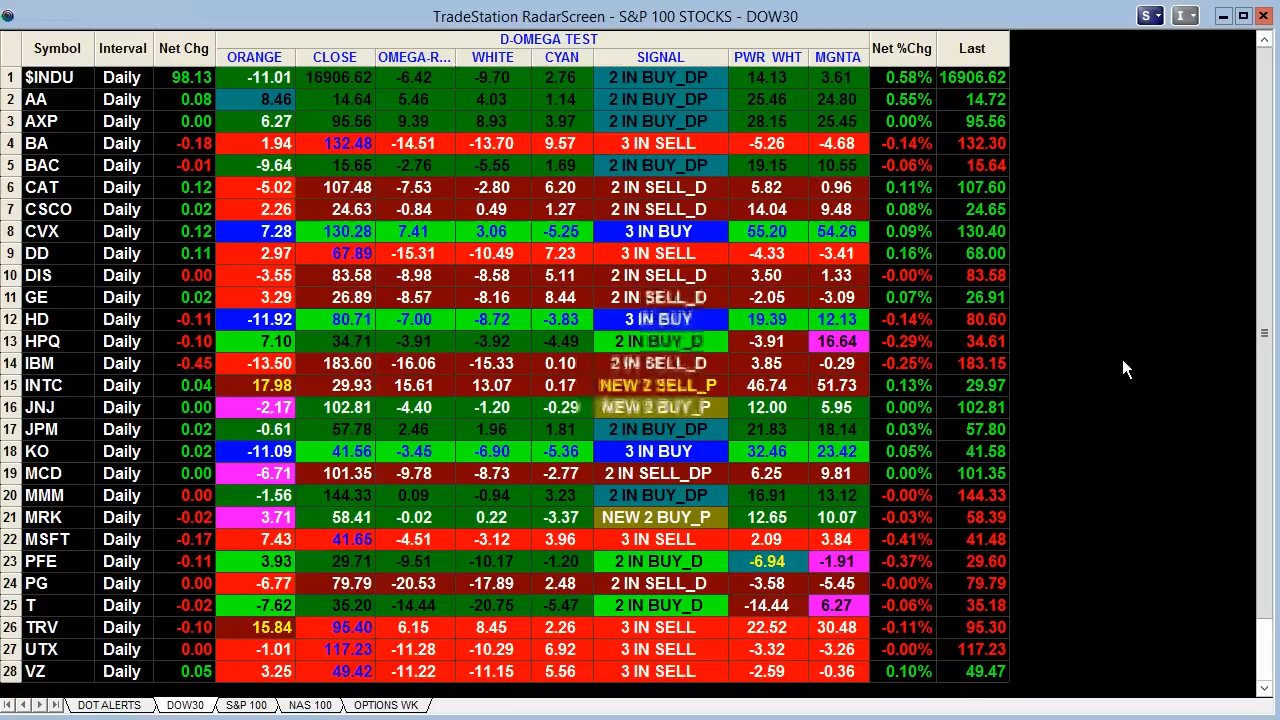 TradeStation RadarScreen - S&P 100 STOCKS - DOW30
S I
D-OMEGA TEST
Symbol Interval Net Chg ORANGE CLOSE OMEGA-R... WHITE CYAN SIGNAL PWR WHT MGNTA Net %Chg Last
1 $INDU Daily 98.13 -11.01 16906.62 -6.42 -9.70 2.76 2 IN BUY_DP 14.13 3.61 0.58% 16906.62
2 AA Daily 0.08 8.46 14.64 5.46 4.03 1.14 2 IN BUY_DP 25.46 24.80 0.55% 14.72
3 AXP Daily 0.00 6.27 95.56 9.39 8.93 3.97 2 IN BUY_DP 28.15 25.45 0.00% 95.56
4 BA Daily -0.18 1.94 132.48 -14.51 -13.70 9.57 3 IN SELL -5.26 -4.68 -0.14% 132.30
5 BAC Daily -0.01 -9.64 15.65 -2.76 -5.55 1.69 2 IN BUY_DP 19.15 10.55 -0.06% 15.64
6 CAT Daily 0.12 -5.02 107.48 -7.53 -2.80 6.20 2 IN SELL_D 5.82 0.96 0.11% 107.60
7 CSCO Daily 0.02 2.26 24.63 -0.84 0.49 1.27 2 IN SELL_D 14.04 9.48 0.08% 24.65
8 CVX Daily 0.12 7.28 130.28 7.41 3.06 -5.25 3 IN BUY 55.20 54.26 0.09% 130.40
9 DD Daily 0.11 2.97 67.89 -15.31 -10.49 7.23 3 IN SELL -4.33 -3.41 0.16% 68.00
10 DIS Daily 0.00 -3.55 83.58 -8.98 -8.58 5.11 2 IN SELL_D 3.50 1.33 -0.00% 83.58
11 GE Daily 0.02 3.29 26.89 -8.57 -8.16 8.44 2 IN SELL_D -2.05 -3.09 0.07% 26.91
12 HD Daily -0.11 -11.92 80.71 -7.00 -8.72 -3.83 3 IN BUY 19.39 12.13 -0.14% 80.60
13 HPQ Daily -0.10 7.10 34.71 -3.91 -3.92 -4.49 2 IN BUY_D -3.91 16.64 -0.29% 34.61
14 IBM Daily -0.45 -13.50 183.60 -16.06 -15.33 0.10 2 IN SELL_D 3.85 -0.29 -0.25% 183.15
15 INTC Daily 0.04 17.98 29.93 15.61 13.07 0.17 NEW 2 SELL_P 46.74 51.73 0.13% 29.97
16 JNJ Daily 0.00 -2.17 102.81 -4.40 -1.20 -0.29 NEW 2 BUY_P 12.00 5.95 0.00% 102.81
17 JPM Daily 0.02 -0.61 57.78 2.46 1.96 1.81 2 IN BUY_DP 21.83 18.14 0.03% 57.80
18 KO Daily 0.02 -11.09 41.56 -3.45 -6.90 -5.36 3 IN BUY 32.46 23.42 0.05% 41.58
19 MCD Daily 0.00 -6.71 101.35 -9.78 -8.73 -2.77 2 IN SELL_DP 6.25 9.81 0.00% 101.35
20 MMM Daily 0.00 -1.56 144.33 0.09 -0.94 3.23 2 IN BUY_DP 16.91 13.12 -0.00% 144.33
21 MRK Daily -0.02 3.71 58.41 -0.02 0.22 -3.37 NEW 2 BUY_P 12.65 10.07 -0.03% 58.39
22 MSFT Daily -0.17 7.43 41.65 -4.51 -3.12 3.96 3 IN SELL 2.09 3.84 -0.41% 41.48
23 PFE Daily -0.11 3.93 29.71 -9.51 -10.17 -1.20 2 IN BUY_D -6.94 -1.91 -0.37% 29.60
24 PG Daily 0.00 -6.77 79.79 -20.53 -17.89 2.48 2 IN SELL_D -3.58 -5.45 -0.00% 79.79
25 T Daily -0.02 -7.62 35.20 -14.44 -20.75 -5.47 2 IN BUY_D -14.44 6.27 -0.06% 35.18
26 TRV Daily -0.10 15.84 95.40 6.15 8.45 2.26 3 IN SELL 22.52 30.48 -0.11% 95.30
27 UTX Daily 0.00 -1.01 117.23 -11.28 -10.29 6.92 3 IN SELL -3.32 -3.26 -0.00% 117.23
28 VZ Daily 0.05 3.25 49.42 -11.22 -11.15 5.56 3 IN SELL -2.59 -0.36 0.10% 49.47
DOT ALERTS DOW30 S&P 100 NAS 100 OPTIONS WK